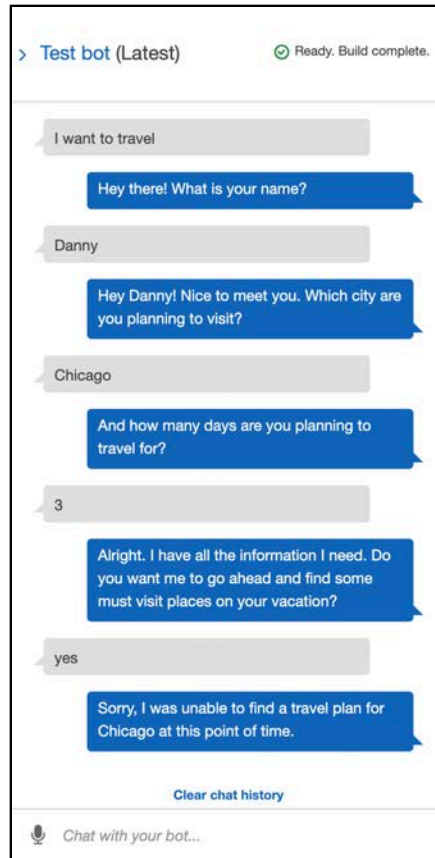 Test bot (Latest)
Ready. Build complete.
I want to travel
Hey there! What is your name?
Danny
Hey Danny! Nice to meet you. Which city are
you planning to visit?
Chicago
And how many days are you planning to
travel for?
3
Alright. I have all the information I need. Do
you want me to go ahead and find some
must visit places on your vacation?
yes
Sorry, I was unable to find a travel plan for
Chicago at this point of time.
Clear chat history
Chat with your bot...